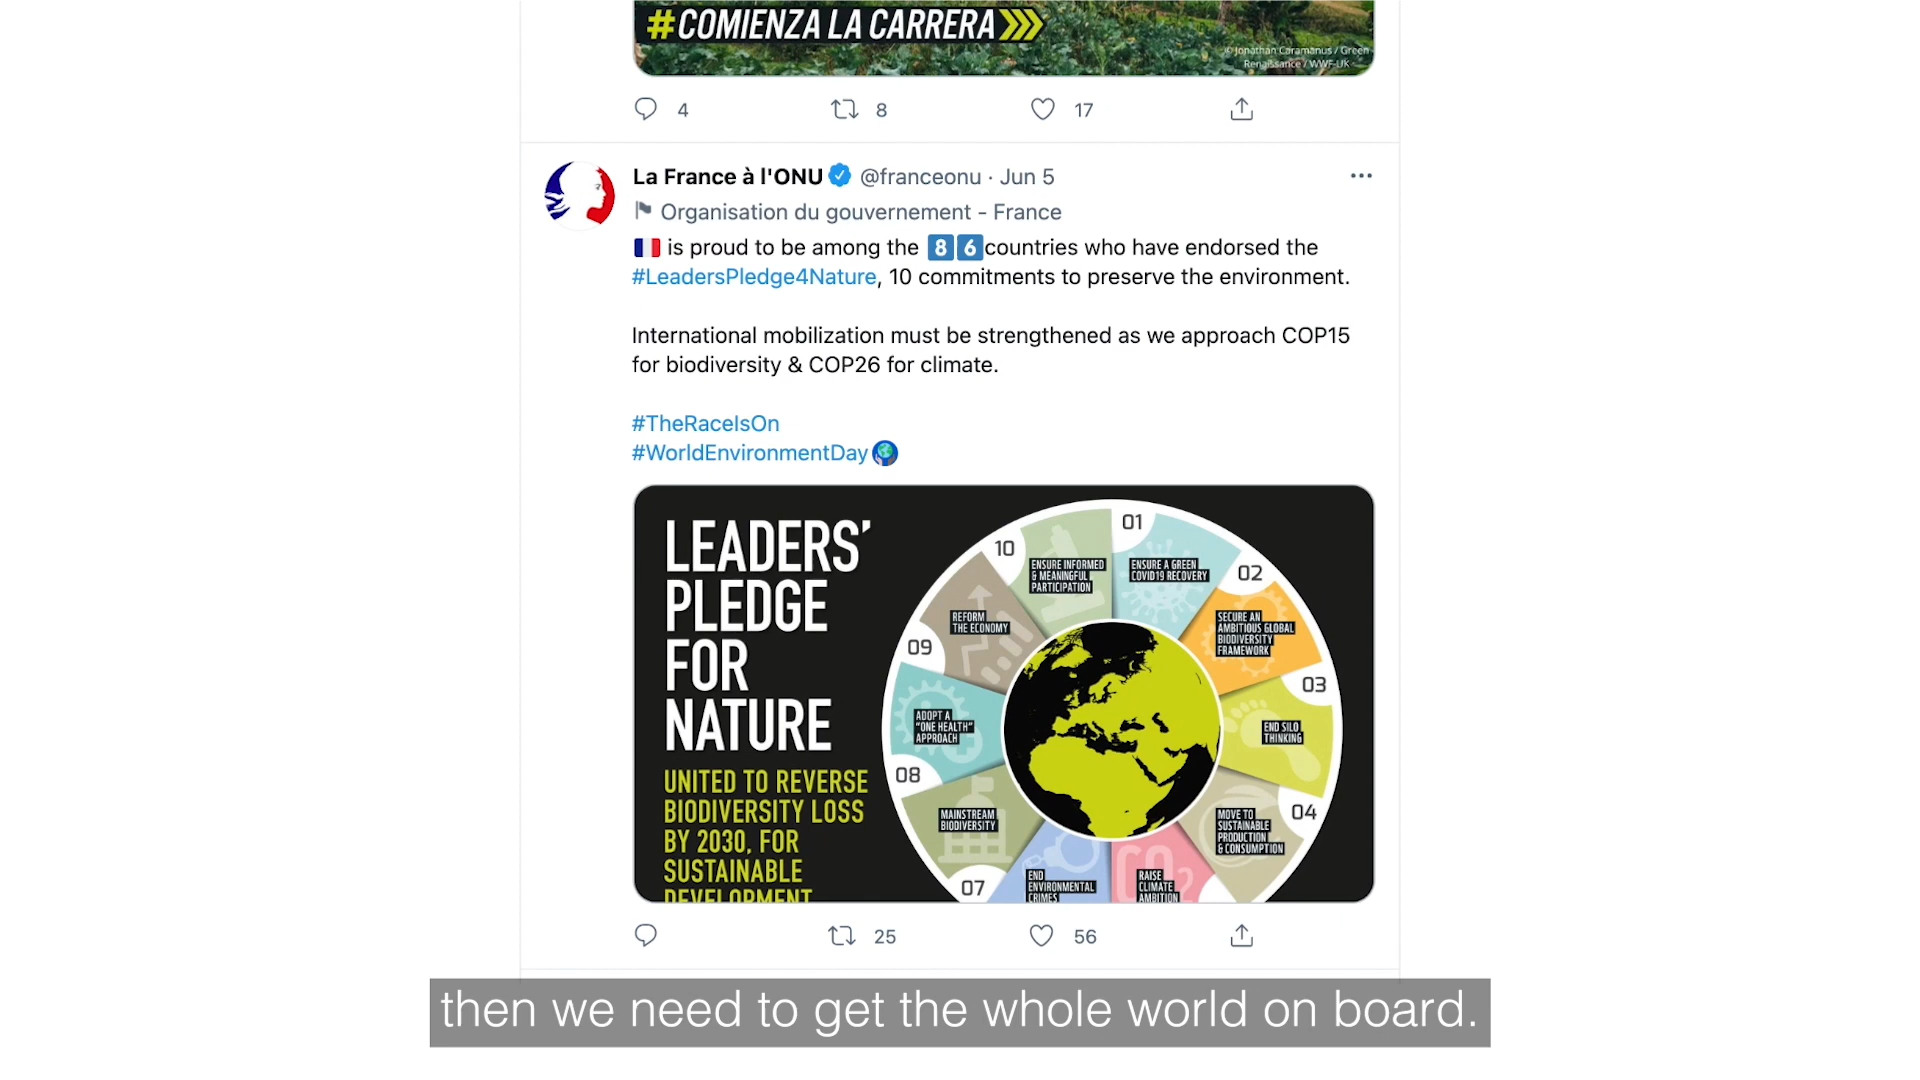 #COMIENZA LA CARRERA
© Jonathan Caramanus / Green
Renaissance / WWF-UK
4 8 17
La France à l'ONU @franceonu · Jun 5
Organisation du gouvernement - France
🇫🇷 is proud to be among the 8️⃣6️⃣countries who have endorsed the
#LeadersPledge4Nature, 10 commitments to preserve the environment.
International mobilization must be strengthened as we approach COP15
for biodiversity & COP26 for climate.
#TheRaceIsOn
#WorldEnvironmentDay
LEADERS'
PLEDGE
FOR
NATURE
UNITED TO REVERSE
BIODIVERSITY LOSS
BY 2030, FOR
SUSTAINABLE
DEVELOPMENT
01
ENSURE A GREEN
COVID19 RECOVERY
02
SECURE AN
AMBITIOUS GLOBAL
BIODIVERSITY
FRAMEWORK
03
END SILO
THINKING
04
MOVE TO
SUSTAINABLE
PRODUCTION
& CONSUMPTION
CO2
RAISE
CLIMATE
AMBITION
END
ENVIRONMENTAL
CRIMES
07
MAINSTREAM
BIODIVERSITY
08
ADOPT A
"ONE HEALTH"
APPROACH
09
REFORM
THE ECONOMY
10
ENSURE INFORMED
& MEANINGFUL
PARTICIPATION
25 56
then we need to get the whole world on board.